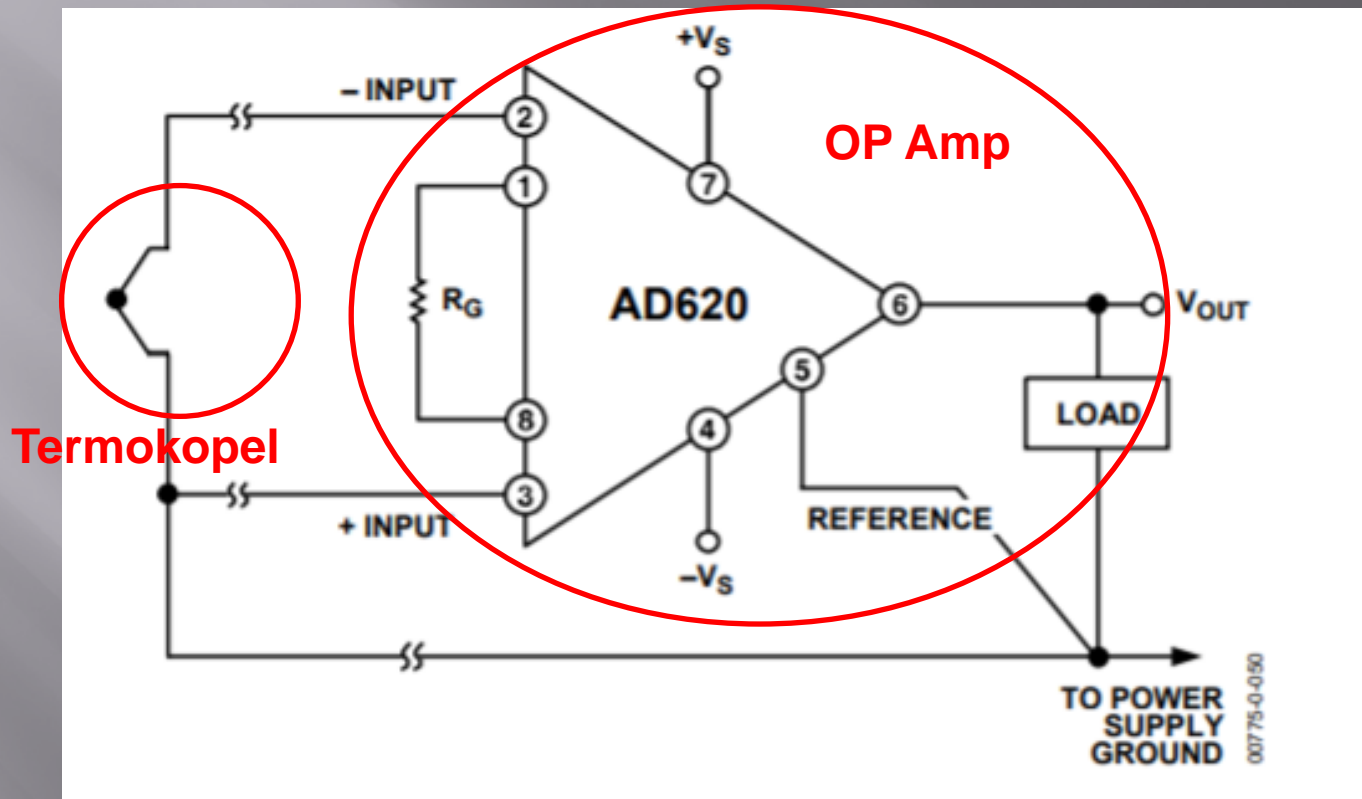 +VS
– INPUT
2
OP Amp
1
7
RG
AD620
6
VOUT
5
LOAD
8
4
Termokopel
3
REFERENCE
+ INPUT
–VS
TO POWER
SUPPLY
GROUND
00775-0-050